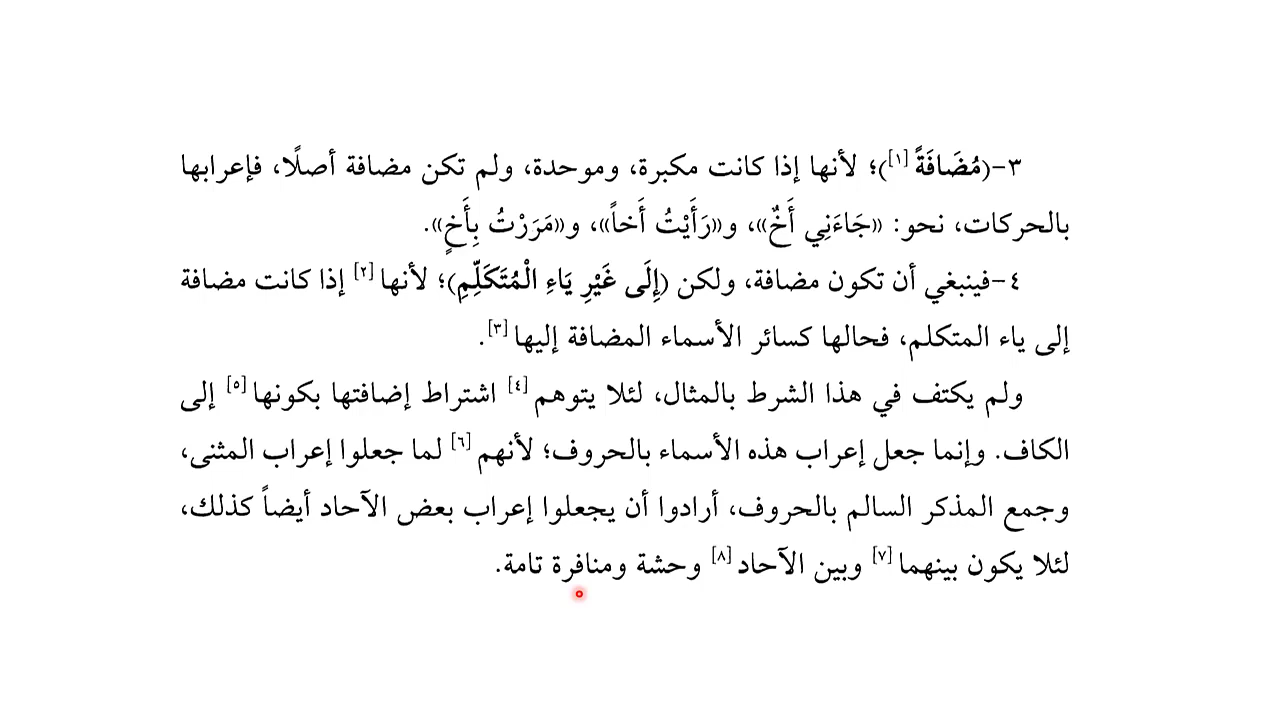 ٣-(مُضَافَةً[١])؛ لأنها إذا كانت مكبرة، وموحدة، ولم تكن مضافة أصلًا، فإعرابها
بالحركات، نحو: «جَاءَنِي أَخٌ»، و«رَأَيْتُ أَخاً»، و«مَرَرْتُ بِأَخٍ».
٤-فينبغي أن تكون مضافة، ولكن (إِلَى غَيْرِ يَاءِ الْمُتَكَلِّمِ)؛ لأنها[٢] إذا كانت مضافة
إلى ياء المتكلم، فحالها كسائر الأسماء المضافة إليها[٣].
ولم يكتف في هذا الشرط بالمثال، لئلا يتوهم[٤] اشتراط إضافتها بكونها[٥] إلى
الكاف. وإنما جعل إعراب هذه الأسماء بالحروف؛ لأنهم[٦] لما جعلوا إعراب المثنى،
وجمع المذكر السالم بالحروف، أرادوا أن يجعلوا إعراب بعض الآحاد أيضاً كذلك،
لئلا يكون بينهما[٧] وبين الآحاد[٨] وحشة ومنافرة تامة.